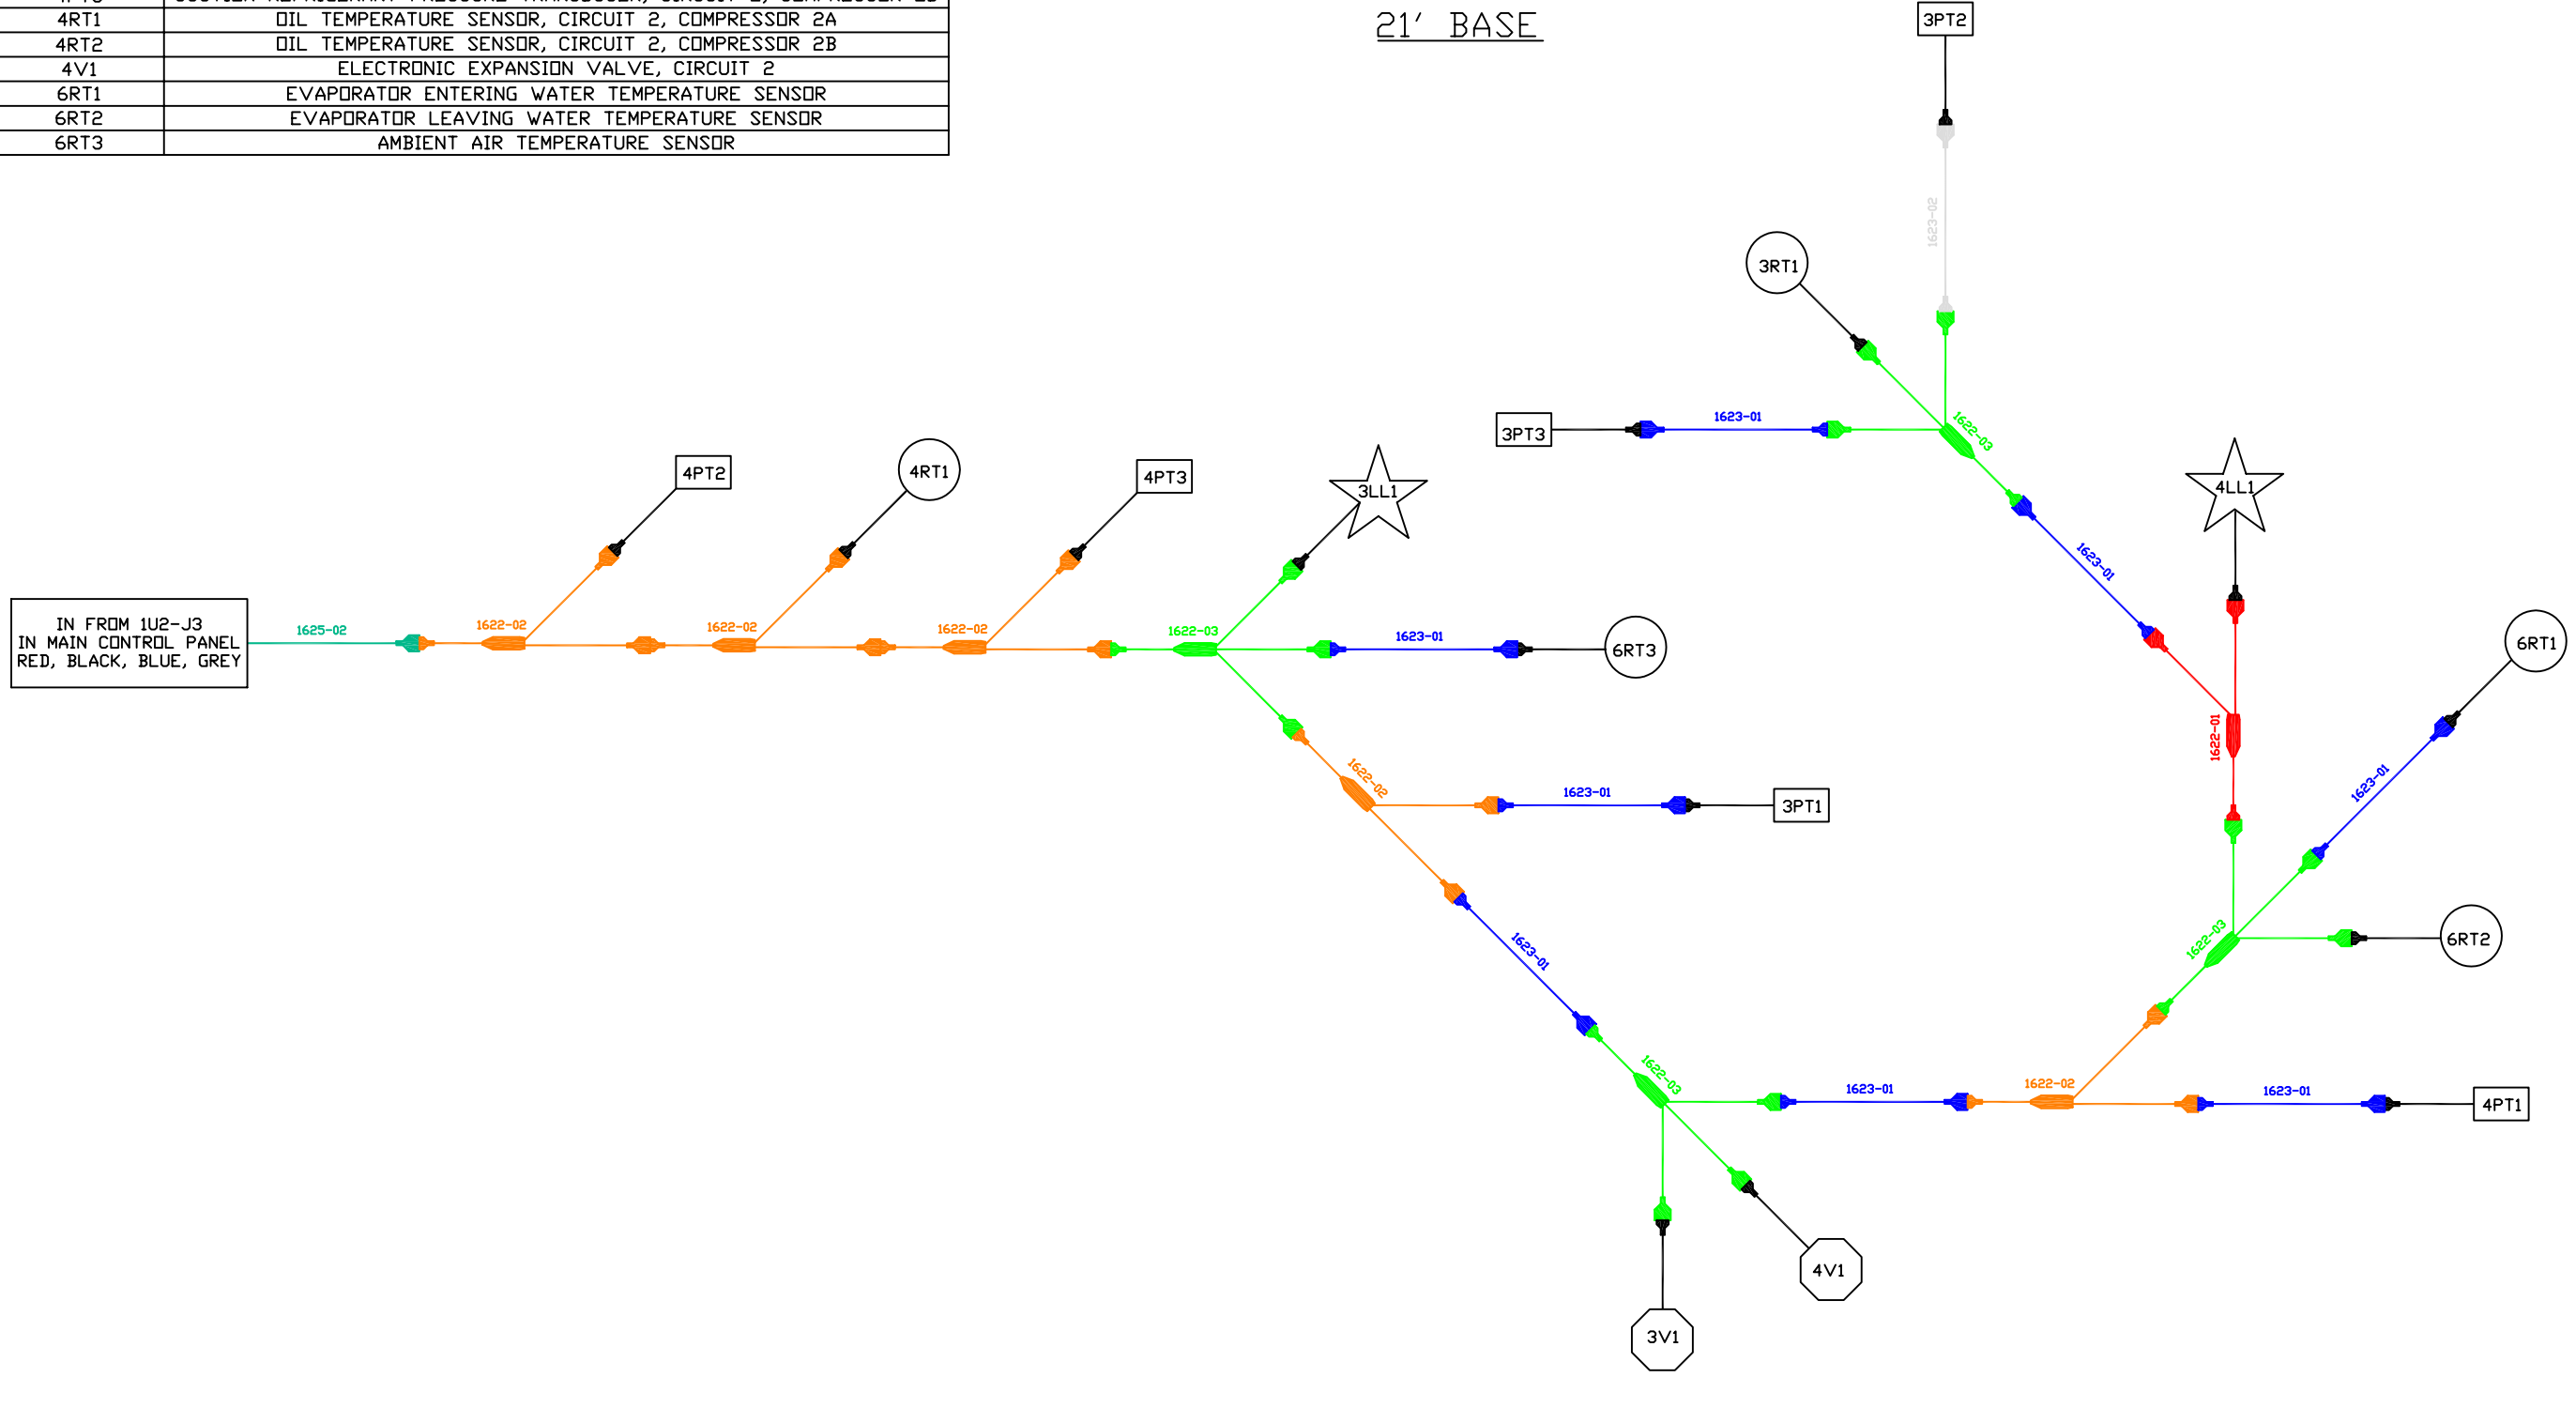 4RT1 OIL TEMPERATURE SENSOR, CIRCUIT 2, COMPRESSOR 2A
4RT2 OIL TEMPERATURE SENSOR, CIRCUIT 2, COMPRESSOR 2B
4V1 ELECTRONIC EXPANSION VALVE, CIRCUIT 2
6RT1 EVAPORATOR ENTERING WATER TEMPERATURE SENSOR
6RT2 EVAPORATOR LEAVING WATER TEMPERATURE SENSOR
6RT3 AMBIENT AIR TEMPERATURE SENSOR
21' BASE
3PT2
1623-02
3RT1
3PT3
1623-01
1622-03
4PT2
4RT1
4PT3
3LL1
4LL1
1623-01
IN FROM 1U2-J3
IN MAIN CONTROL PANEL
RED, BLACK, BLUE, GREY
1625-02
1622-02
1622-02
1622-02
1622-03
1623-01
6RT3
6RT1
1622-01
1622-02
1623-01
3PT1
1623-01
1623-01
1622-03
6RT2
1622-03
1623-01
1622-02
1623-01
4PT1
4V1
3V1